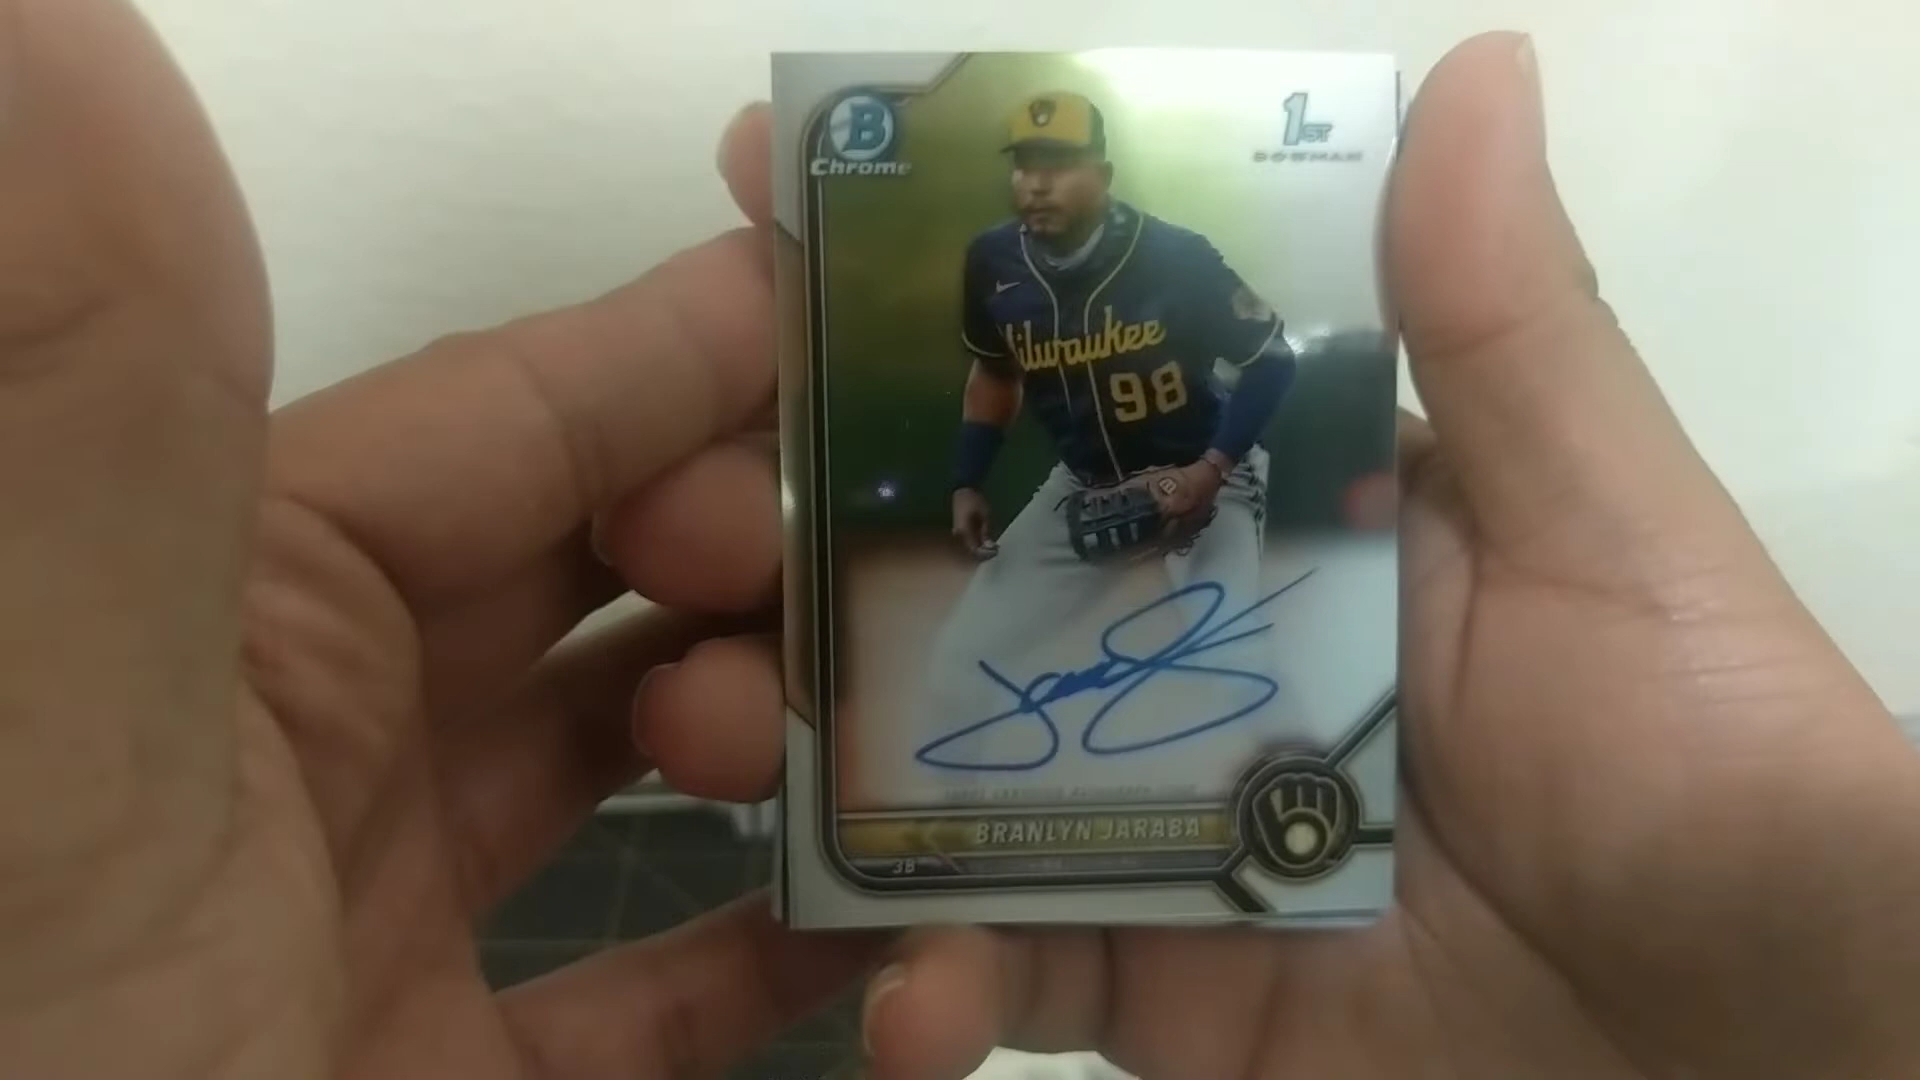 B
Chrome
1ST
BOWMAN
Milwaukee
98
BRANLYN JARABA
3B